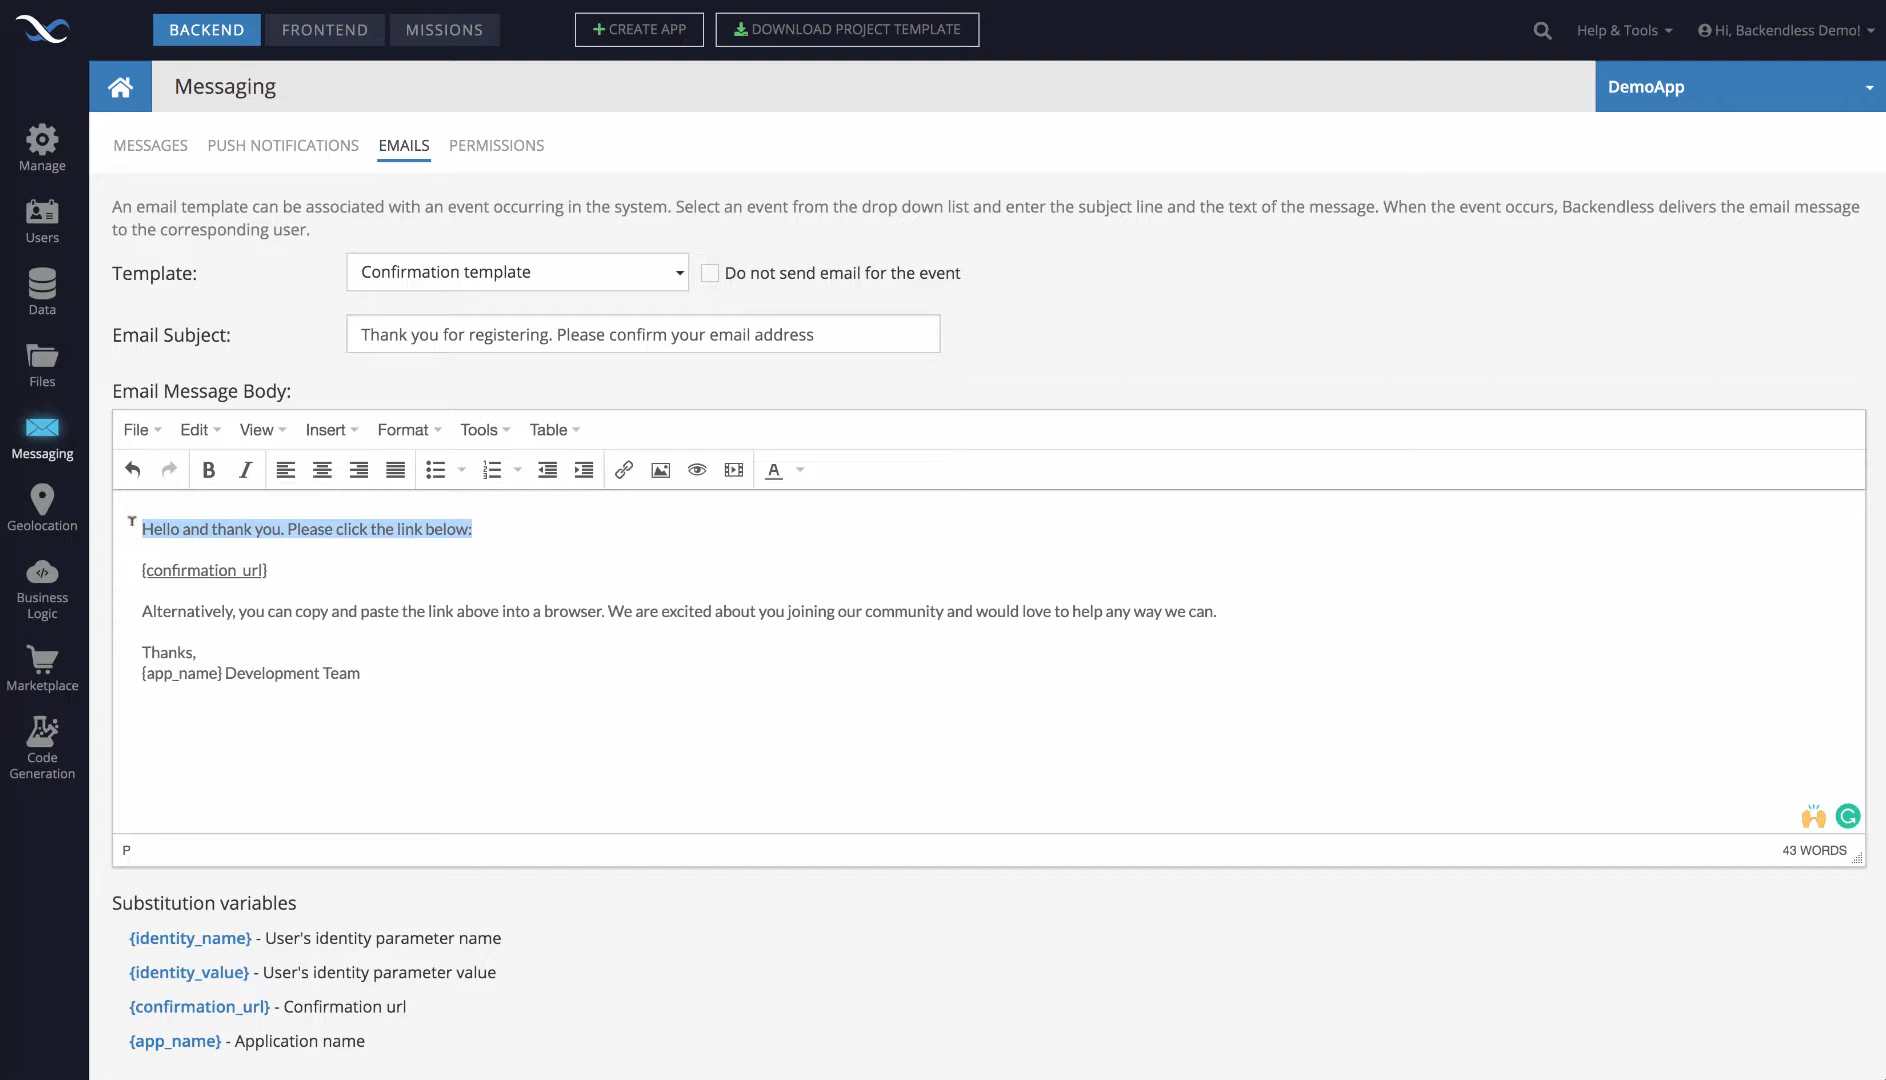 BACKEND FRONTEND MISSIONS CREATE APP DOWNLOAD PROJECT TEMPLATE Help & Tools Hi, Backendless Demo!
Messaging DemoApp
MESSAGES PUSH NOTIFICATIONS EMAILS PERMISSIONS
Manage
Users
Data
Files
Messaging
Geolocation
Business
Logic
Marketplace
Code
Generation
An email template can be associated with an event occurring in the system. Select an event from the drop down list and enter the subject line and the text of the message. When the event occurs, Backendless delivers the email message
to the corresponding user.
Template: Confirmation template Do not send email for the event
Email Subject: Thank you for registering. Please confirm your email address
Email Message Body:
File Edit View Insert Format Tools Table
B I A
Hello and thank you. Please click the link below:
{confirmation_url}
Alternatively, you can copy and paste the link above into a browser. We are excited about you joining our community and would love to help any way we can.
Thanks,
{app_name} Development Team
P 43 WORDS
Substitution variables
{identity_name} - User's identity parameter name
{identity_value} - User's identity parameter value
{confirmation_url} - Confirmation url
{app_name} - Application name